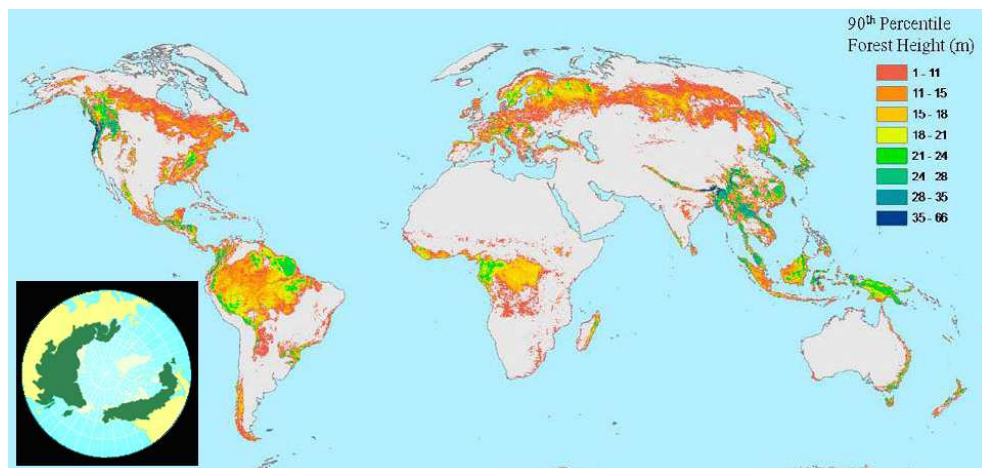 90th Percentile
Forest Height (m)
1 - 11
11 - 15
15 - 18
18 - 21
21 - 24
24 28
28 - 35
35 - 66